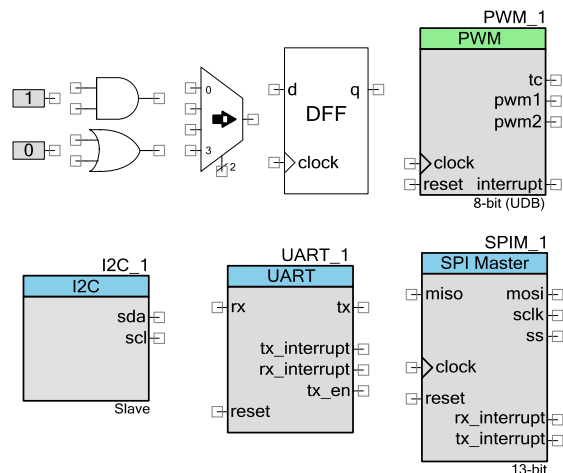 PWM_1
PWM
1
0
0
3
2
d q
DFF
clock
tc
pwm1
pwm2
clock
reset interrupt
8-bit (UDB)
I2C_1
I2C
sda
scl
Slave
UART_1
UART
rx tx
tx_interrupt
rx_interrupt
tx_en
reset
SPIM_1
SPI Master
miso mosi
sclk
ss
clock
reset
rx_interrupt
tx_interrupt
13-bit